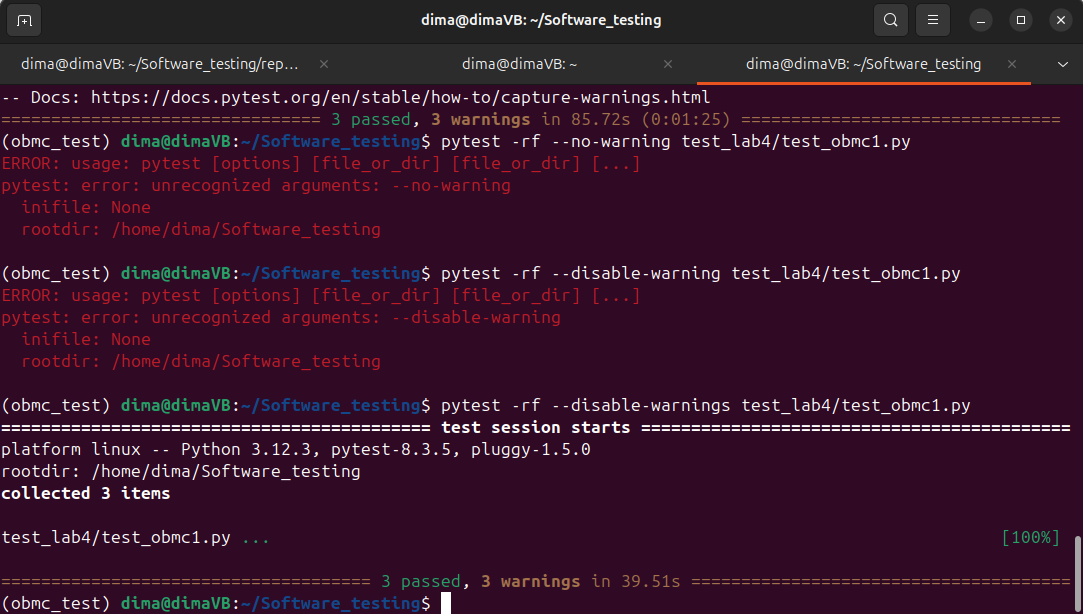 dima@dimaVB: ~/Software_testing
dima@dimaVB: ~/Software_testing/rep... dima@dimaVB: ~ dima@dimaVB: ~/Software_testing
-- Docs: https://docs.pytest.org/en/stable/how-to/capture-warnings.html
================================ 3 passed, 3 warnings in 85.72s (0:01:25) ================================
(obmc_test) dima@dimaVB:~/Software_testing$ pytest -rf --no-warning test_lab4/test_obmc1.py
ERROR: usage: pytest [options] [file_or_dir] [file_or_dir] [...]
pytest: error: unrecognized arguments: --no-warning
  inifile: None
  rootdir: /home/dima/Software_testing
(obmc_test) dima@dimaVB:~/Software_testing$ pytest -rf --disable-warning test_lab4/test_obmc1.py
ERROR: usage: pytest [options] [file_or_dir] [file_or_dir] [...]
pytest: error: unrecognized arguments: --disable-warning
  inifile: None
  rootdir: /home/dima/Software_testing
(obmc_test) dima@dimaVB:~/Software_testing$ pytest -rf --disable-warnings test_lab4/test_obmc1.py
=========================================== test session starts ===========================================
platform linux -- Python 3.12.3, pytest-8.3.5, pluggy-1.5.0
rootdir: /home/dima/Software_testing
collected 3 items
test_lab4/test_obmc1.py ... [100%]
===================================== 3 passed, 3 warnings in 39.51s ======================================
(obmc_test) dima@dimaVB:~/Software_testing$